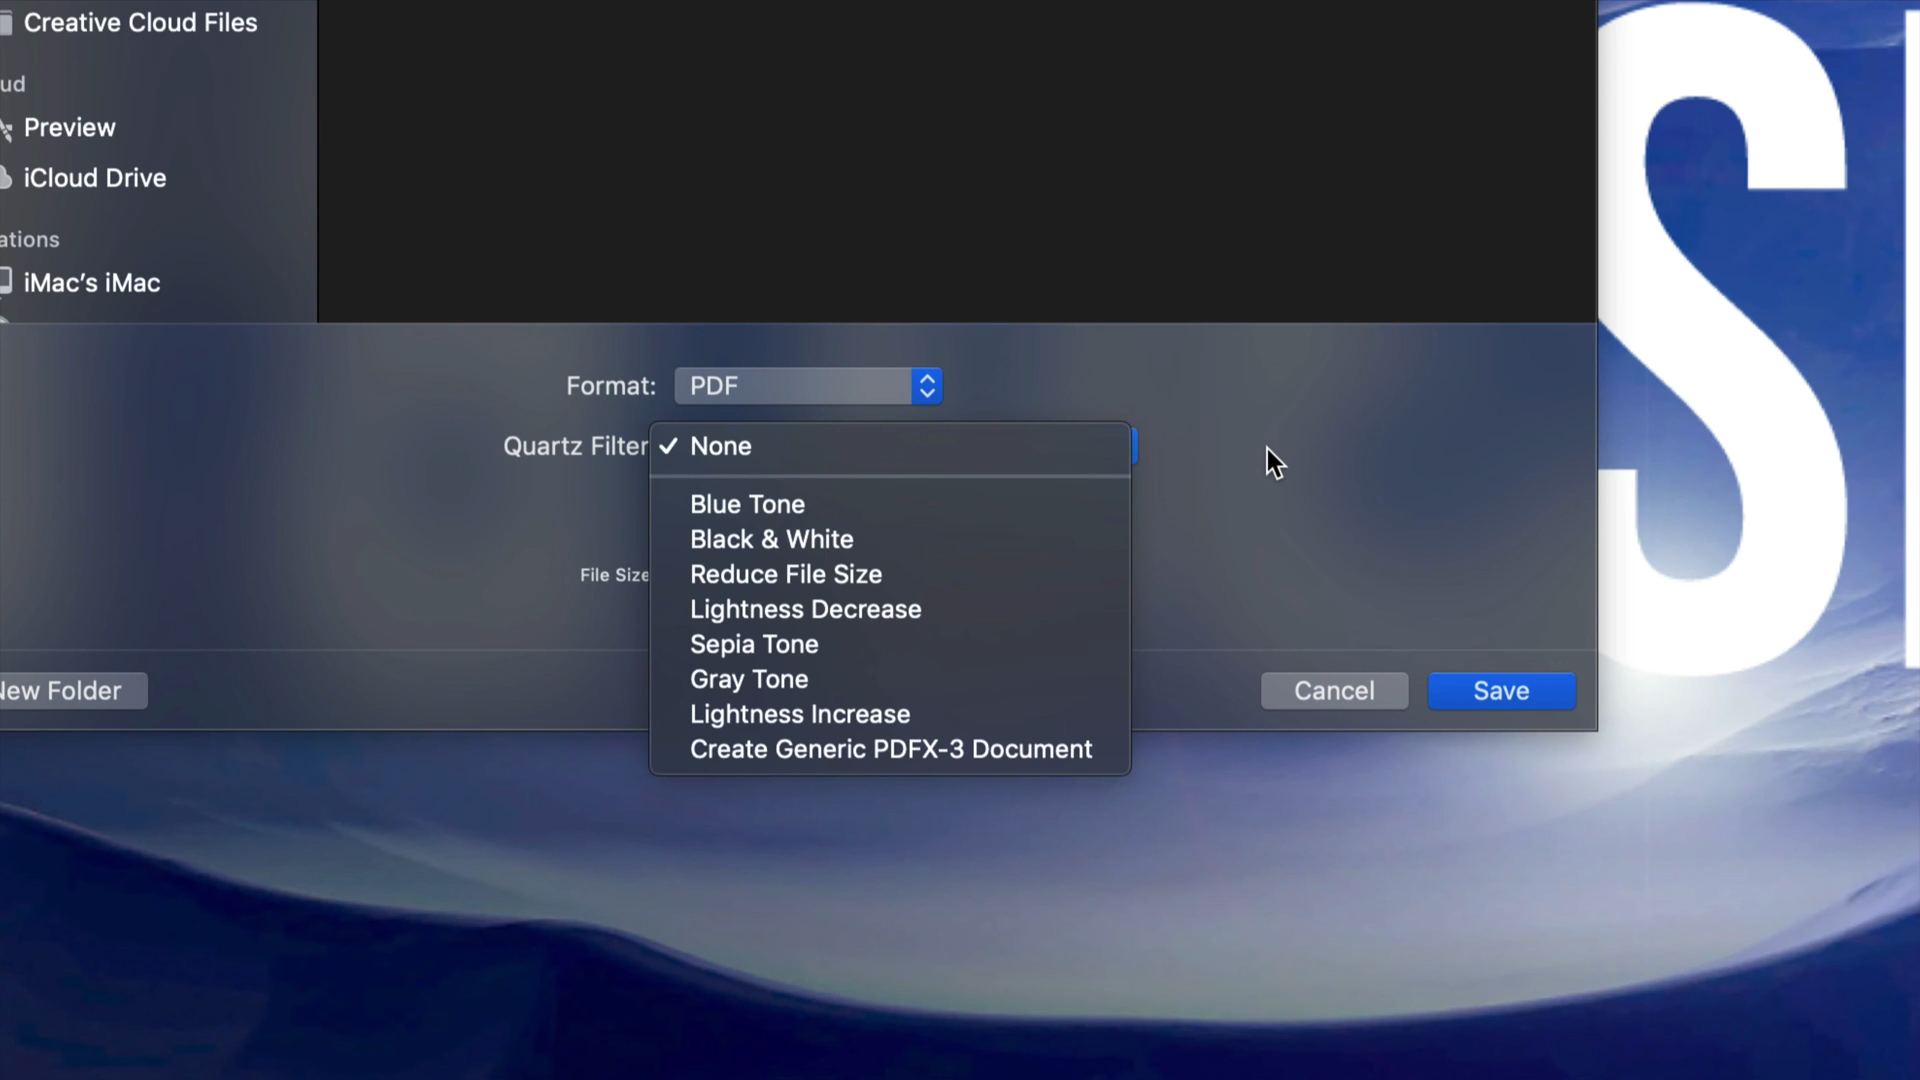 Creative Cloud Files
ud
Preview
iCloud Drive
ations
iMac's iMac
Format: PDF
Quartz Filter ✓ None
Blue Tone
Black & White
Reduce File Size
File Size
Lightness Decrease
Sepia Tone
Gray Tone
Lightness Increase
Create Generic PDFX-3 Document
New Folder
Cancel
Save
S